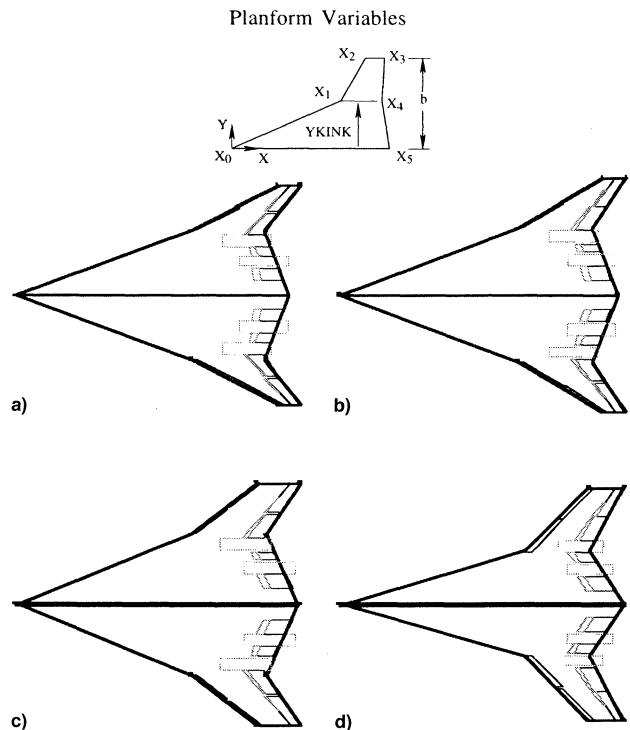 Planform Variables
X2 X3
X1 X4 b
Y YKINK
X0 X X5
a) b)
c) d)